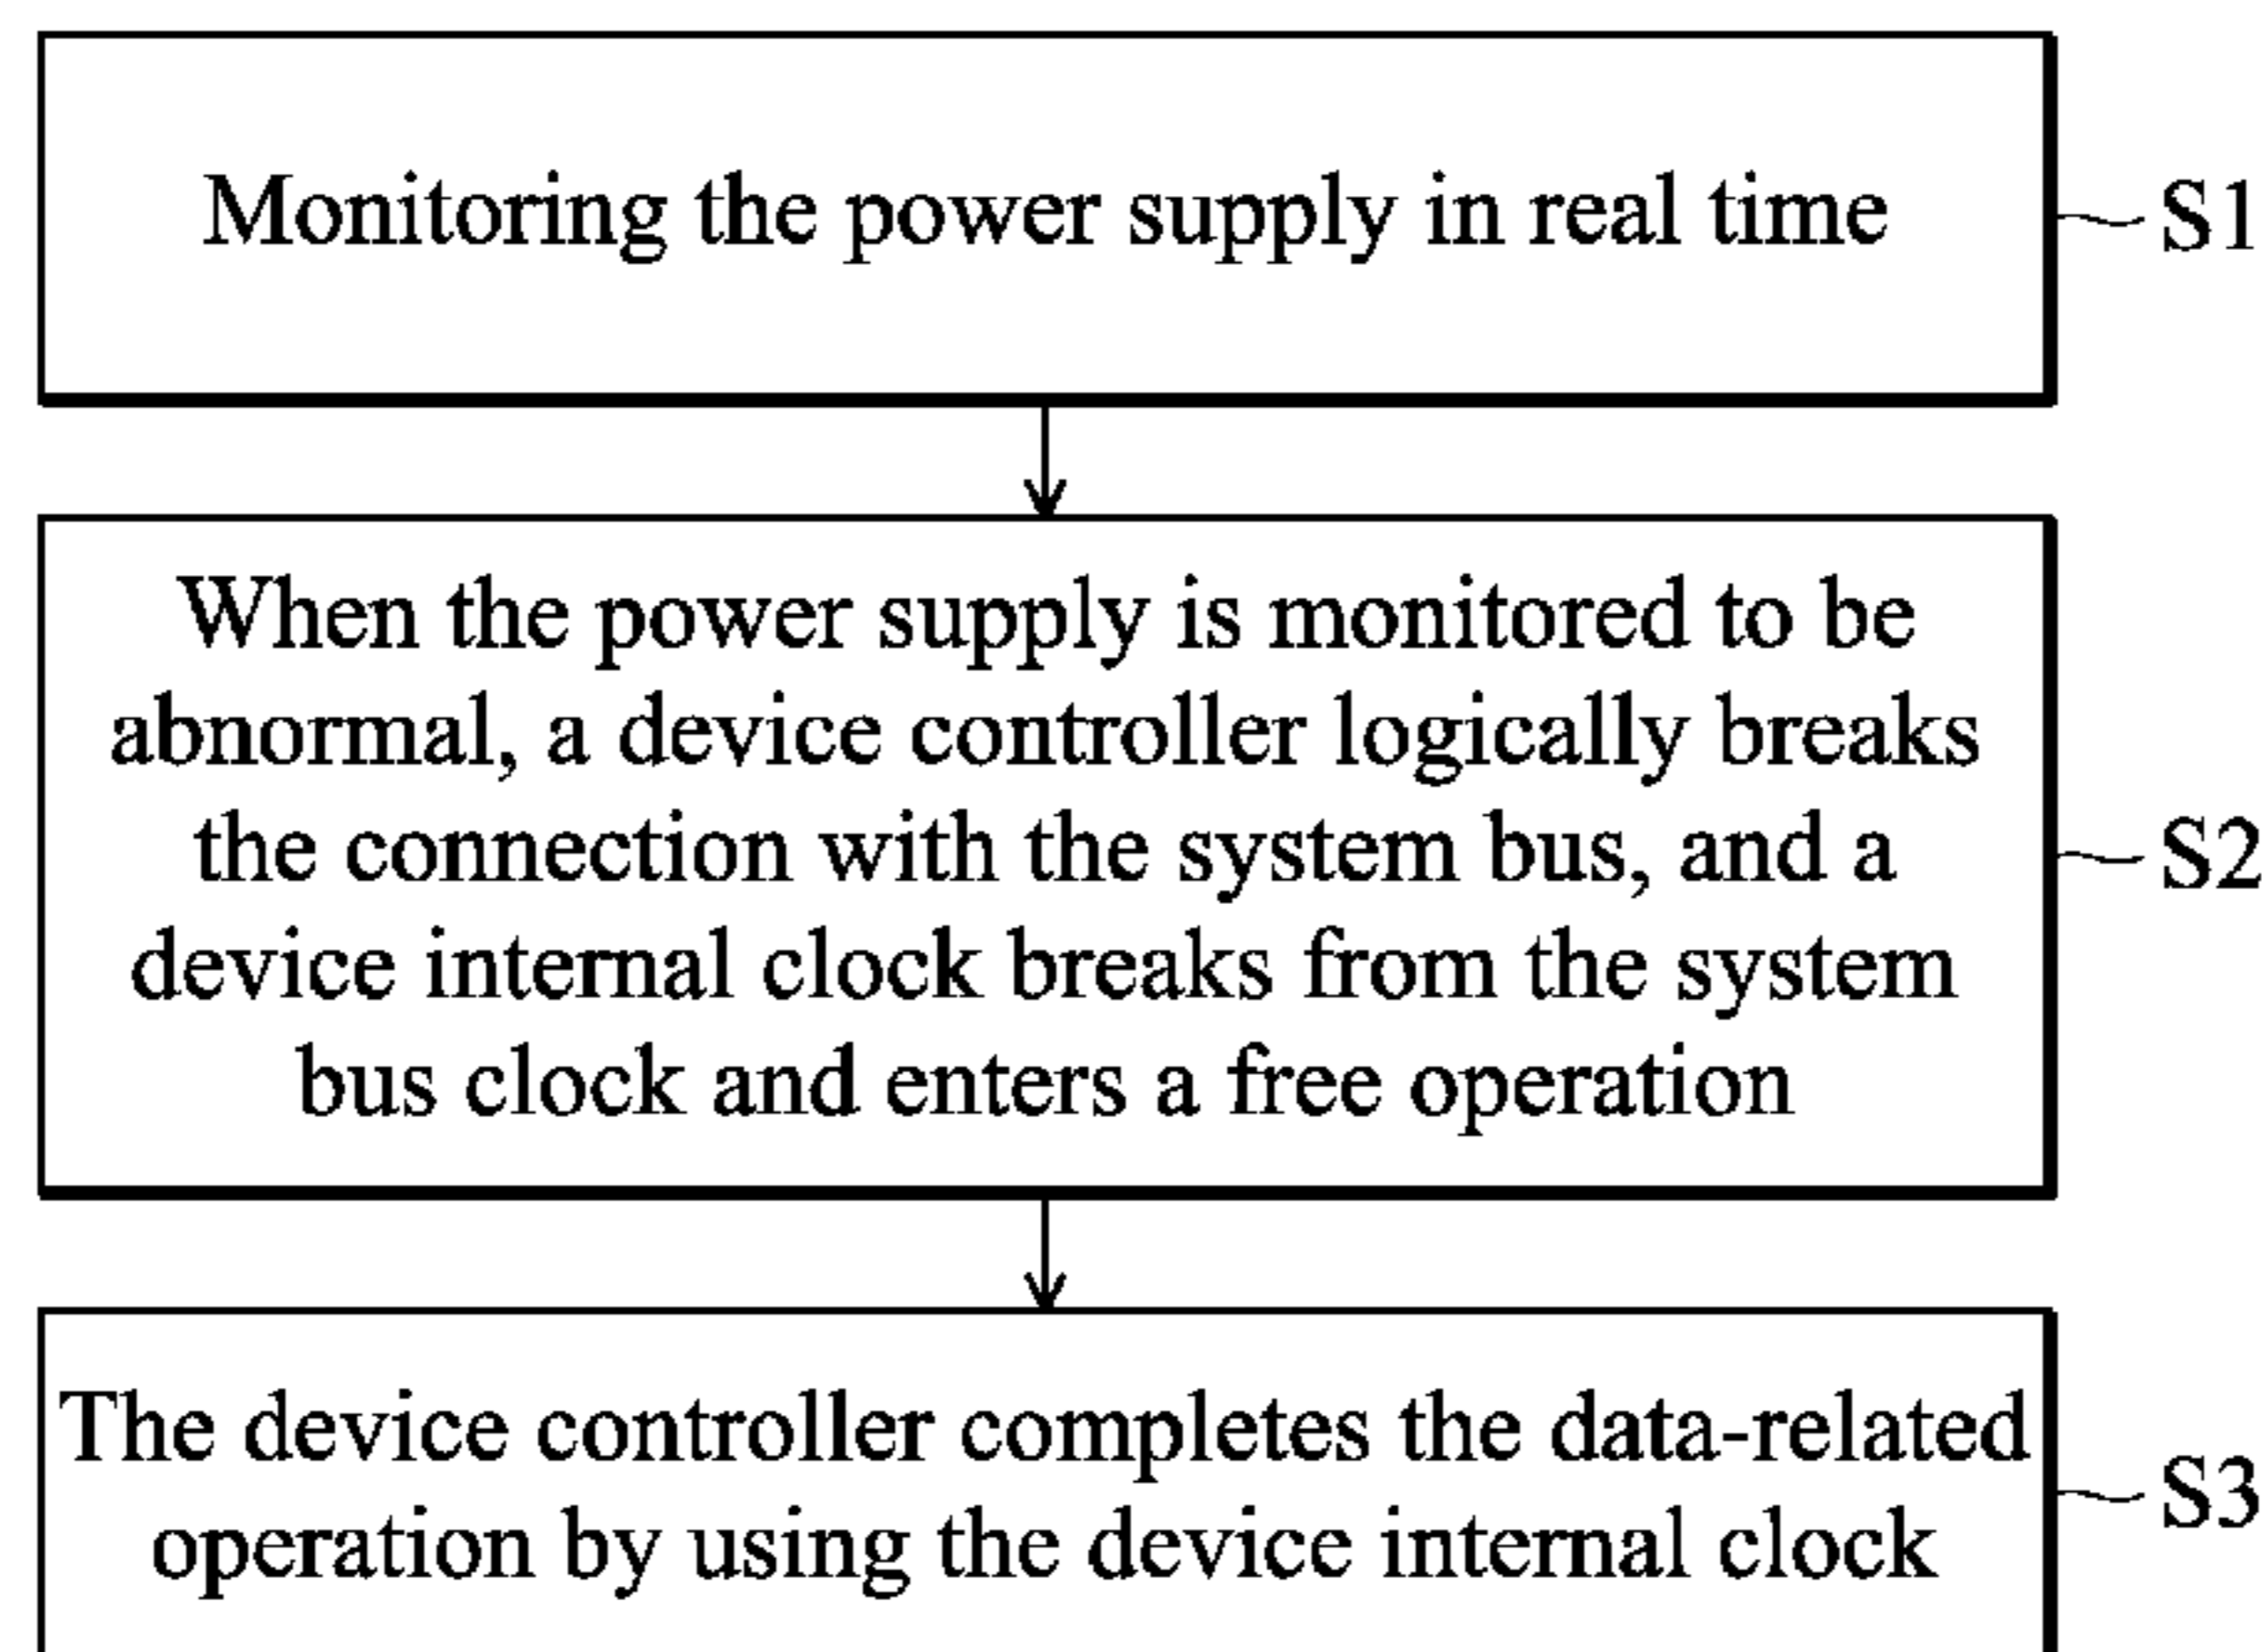 Monitoring the power supply in real time
S1
When the power supply is monitored to be
abnormal, a device controller logically breaks
the connection with the system bus, and a
device internal clock breaks from the system
bus clock and enters a free operation
S2
The device controller completes the data-related
operation by using the device internal clock
S3